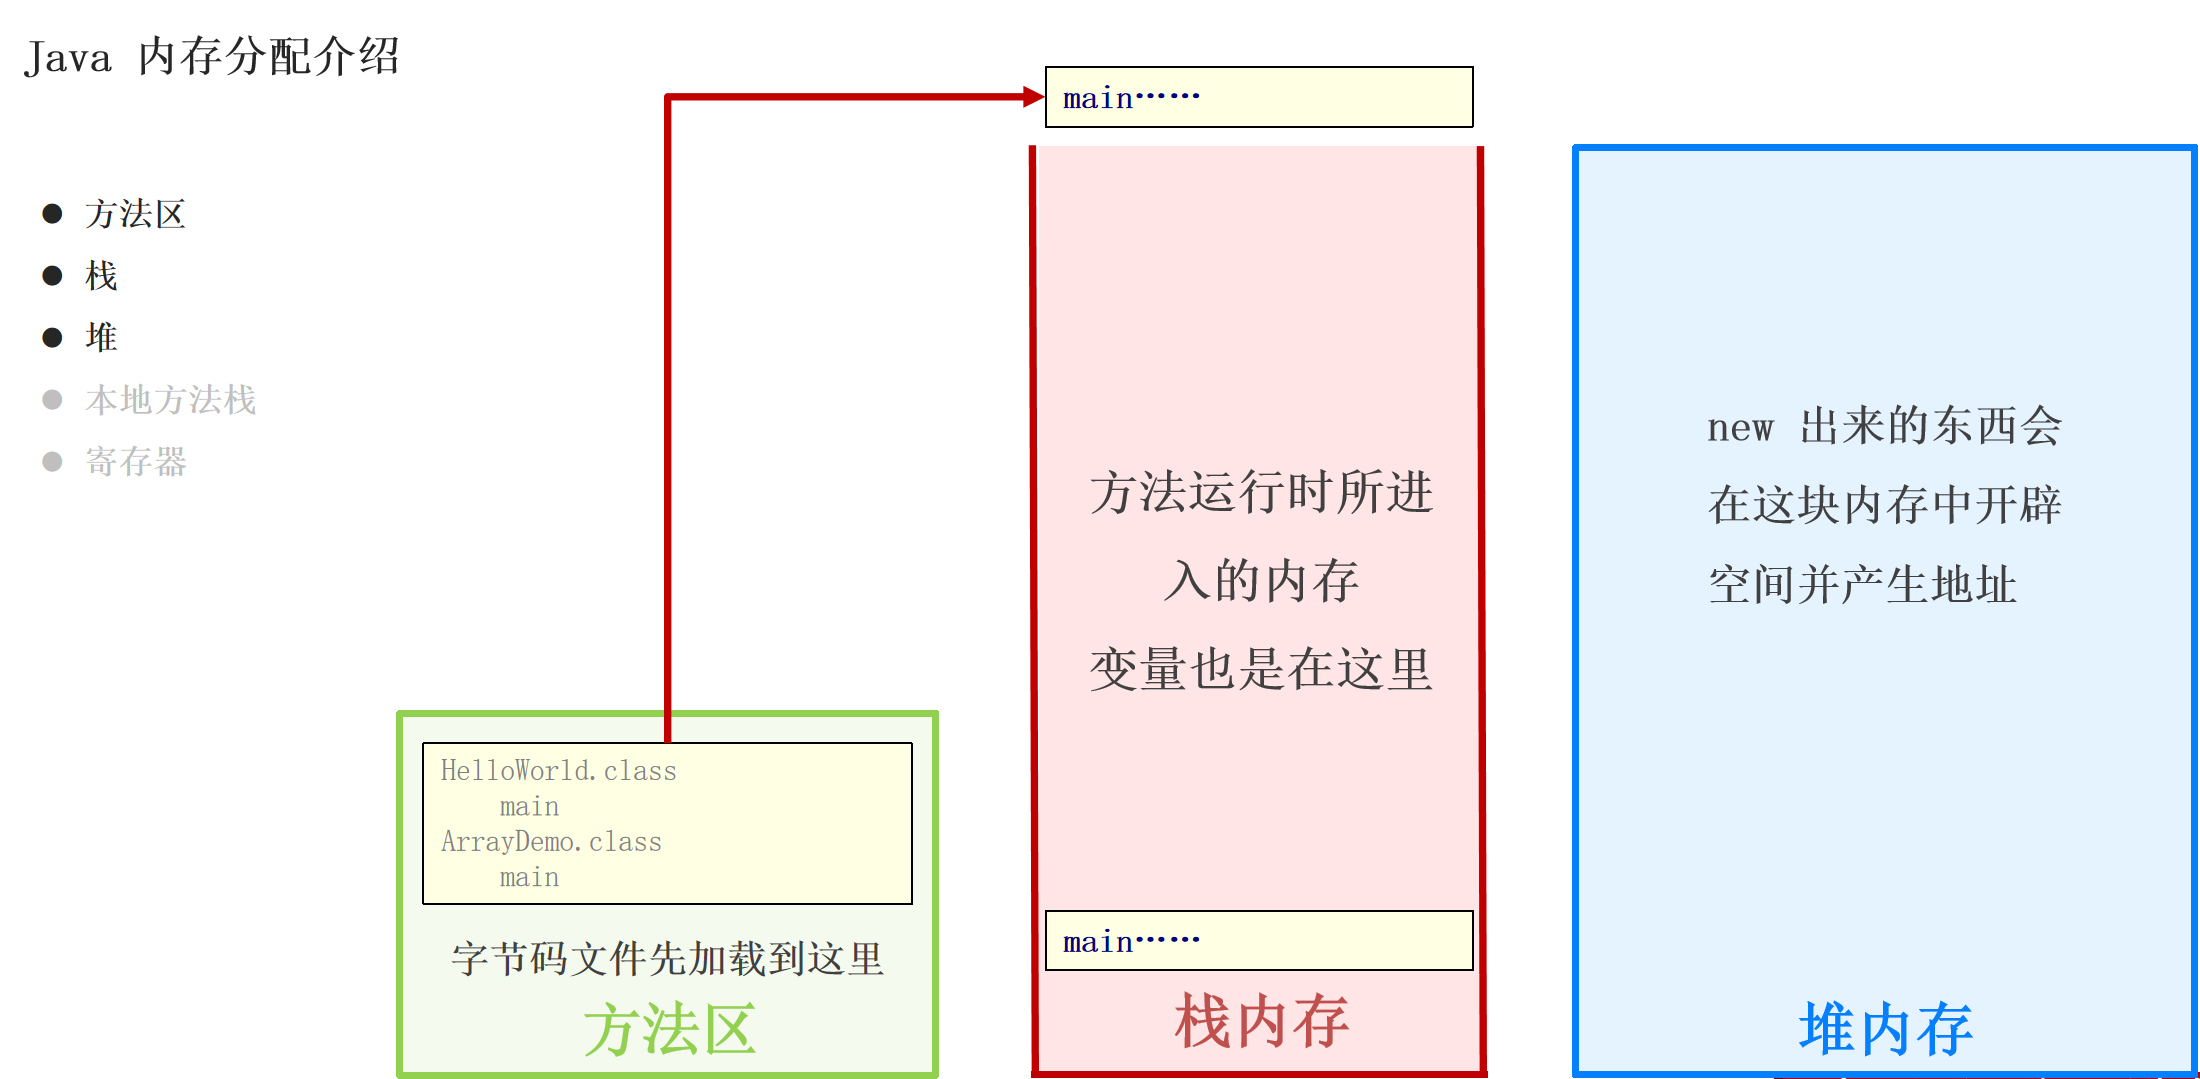 Java 内存分配介绍
● 方法区
● 栈
● 堆
● 本地方法栈
● 寄存器
main……
方法运行时所进
入的内存
变量也是在这里
main……
栈内存
new 出来的东西会
在这块内存中开辟
空间并产生地址
堆内存
HelloWorld.class
main
ArrayDemo.class
main
字节码文件先加载到这里
方法区